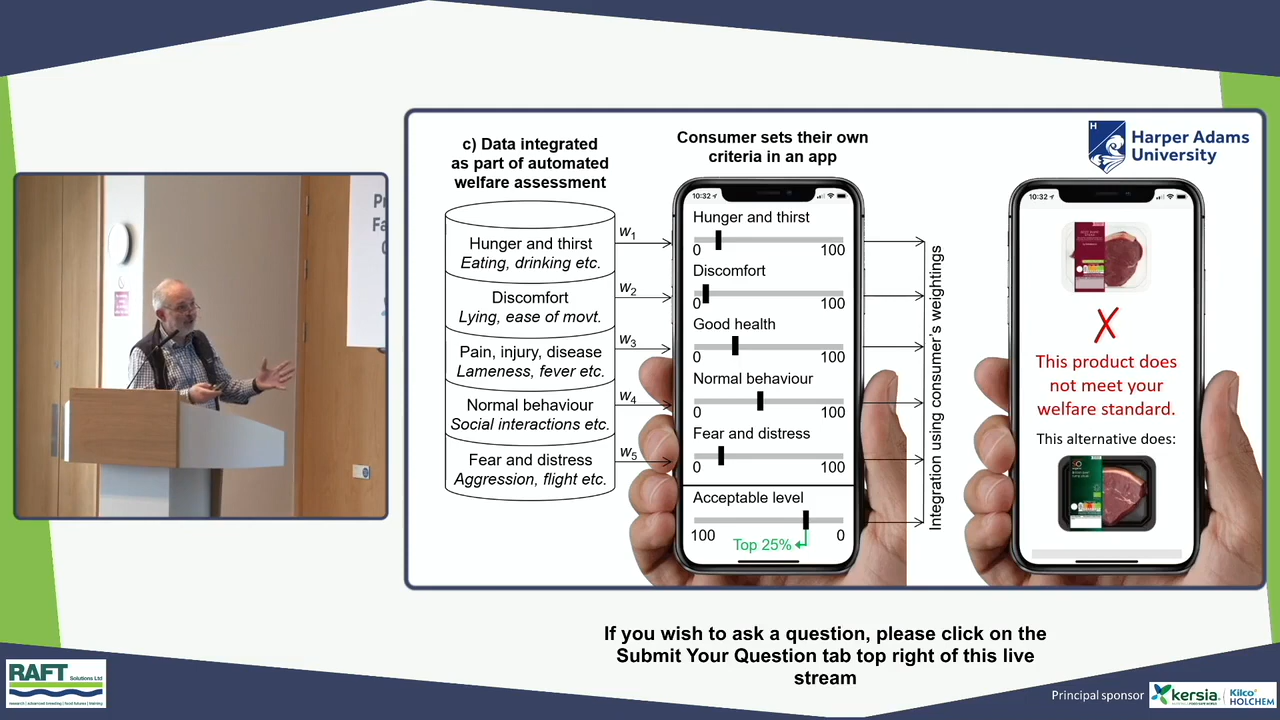 Pr
Fa
c) Data integrated
as part of automated
welfare assessment
Hunger and thirst
Eating, drinking etc.
Discomfort
Lying, ease of movt.
Pain, injury, disease
Lameness, fever etc.
Normal behaviour
Social interactions etc.
Fear and distress
Aggression, flight etc.
w1
w2
w3
w4
w5
Consumer sets their own
criteria in an app
10:32
Hunger and thirst
0 100
Discomfort
0 100
Good health
0 100
Normal behaviour
0 100
Fear and distress
0 100
Acceptable level
100 0
Top 25%
Integration using consumer's weightings
H
Harper Adams
University
10:32
X
This product does
not meet your
welfare standard.
This alternative does:
If you wish to ask a question, please click on the
Submit Your Question tab top right of this live
stream
RAFT
Solutions Ltd
Principal sponsor
kersia
Kilco
HOLCHEM